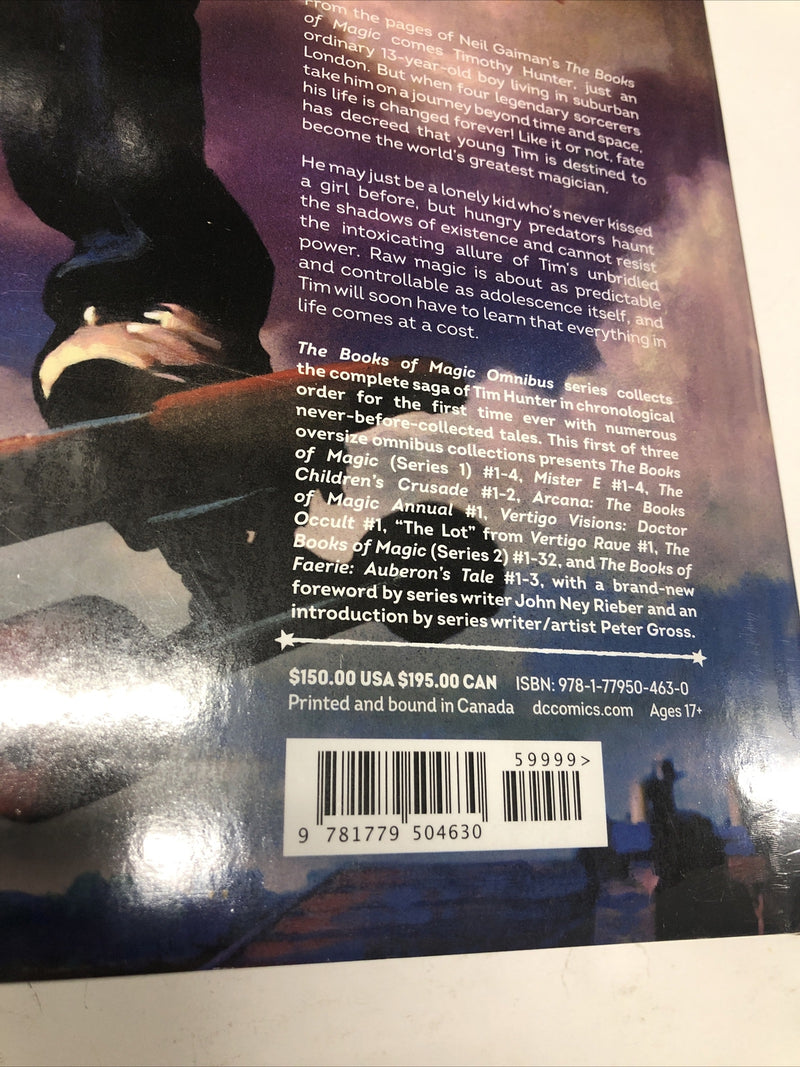 From the pages of Neil Gaiman's The Books
of Magic comes Timothy Hunter, just an
ordinary 13-year-old boy living in suburban
London. But when four legendary sorcerers
take him on a journey beyond time and space,
his life is changed forever! Like it or not, fate
has decreed that young Tim is destined to
become the world's greatest magician.
He may just be a lonely kid who's never kissed
a girl before, but hungry predators haunt
the shadows of existence and cannot resist
the intoxicating allure of Tim's unbridled
power. Raw magic is about as predictable
and controllable as adolescence itself, and
Tim will soon have to learn that everything in
life comes at a cost.
The Books of Magic Omnibus series collects
the complete saga of Tim Hunter in chronological
order for the first time ever with numerous
never-before-collected tales. This first of three
oversize omnibus collections presents The Books
of Magic (Series 1) #1-4, Mister E #1-4, The
Children's Crusade #1-2, Arcana: The Books
of Magic Annual #1, Vertigo Visions: Doctor
Occult #1, "The Lot" from Vertigo Rave #1, The
Books of Magic (Series 2) #1-32, and The Books of
Faerie: Auberon's Tale #1-3, with a brand-new
foreword by series writer John Ney Rieber and an
introduction by series writer/artist Peter Gross.
$150.00 USA $195.00 CAN ISBN: 978-1-77950-463-0
Printed and bound in Canada dccomics.com Ages 17+
59999>
9 781779 504630